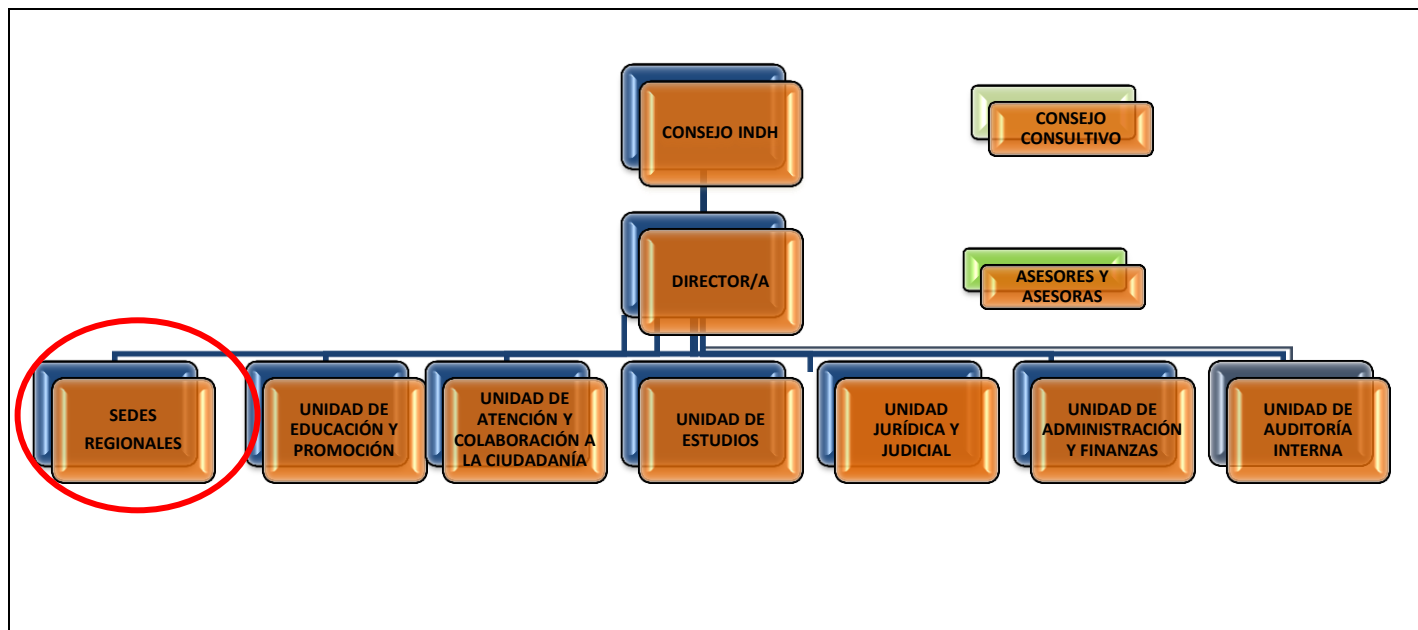 CONSEJO INDH
CONSEJO
CONSULTIVO
DIRECTOR/A
ASESORES Y
ASESORAS
SEDES
REGIONALES
UNIDAD DE
EDUCACIÓN Y
PROMOCIÓN
UNIDAD DE
ATENCIÓN Y
COLABORACIÓN A
LA CIUDADANÍA
UNIDAD DE
ESTUDIOS
UNIDAD
JURÍDICA Y
JUDICIAL
UNIDAD DE
ADMINISTRACIÓN
Y FINANZAS
UNIDAD DE
AUDITORÍA
INTERNA